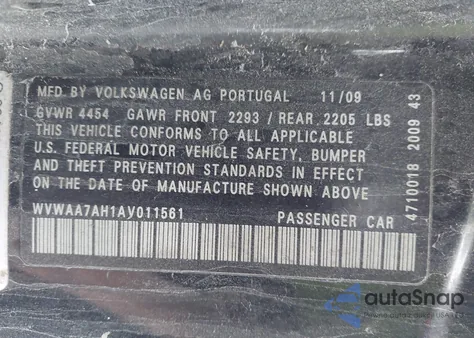 MFD BY VOLKSWAGEN AG PORTUGAL 11/09
GVWR 4454 GAWR FRONT 2293 / REAR 2205 LBS
THIS VEHICLE CONFORMS TO ALL APPLICABLE
U.S. FEDERAL MOTOR VEHICLE SAFETY, BUMPER
AND THEFT PREVENTION STANDARDS IN EFFECT
ON THE DATE OF MANUFACTURE SHOWN ABOVE
WVWAA7AH1AV011561 PASSENGER CAR
4710018 2009 43
autoSnap